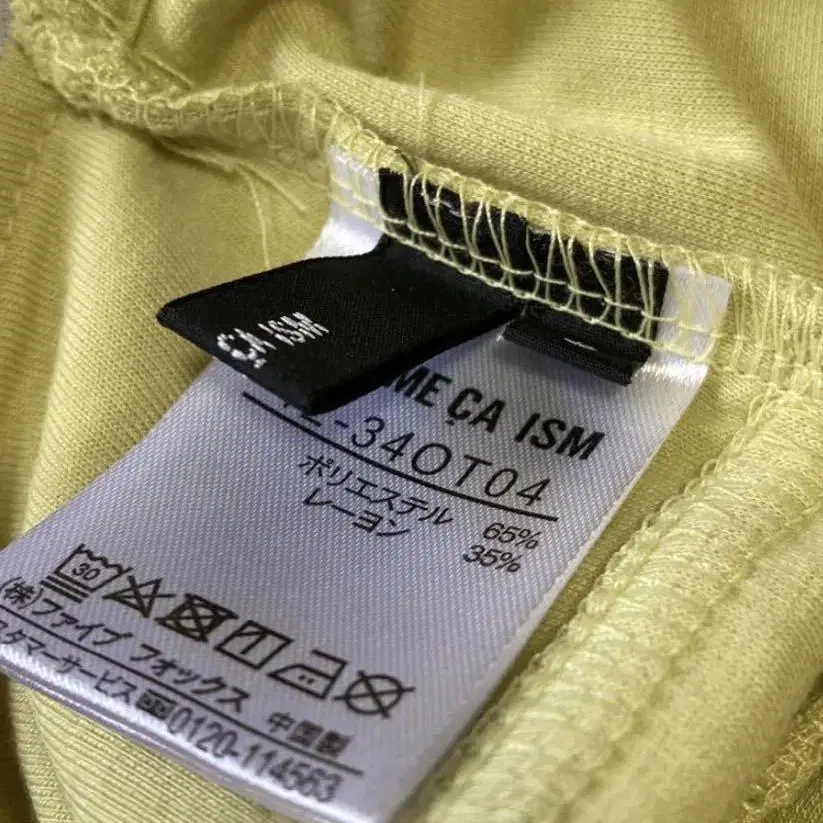 ÇA ISM
ME ÇA ISM
-34OT04
ポリエステル 65%
レーヨン 35%
30
(株)ファイブ フォックス 中国製
スタマーサービス 0120-114563